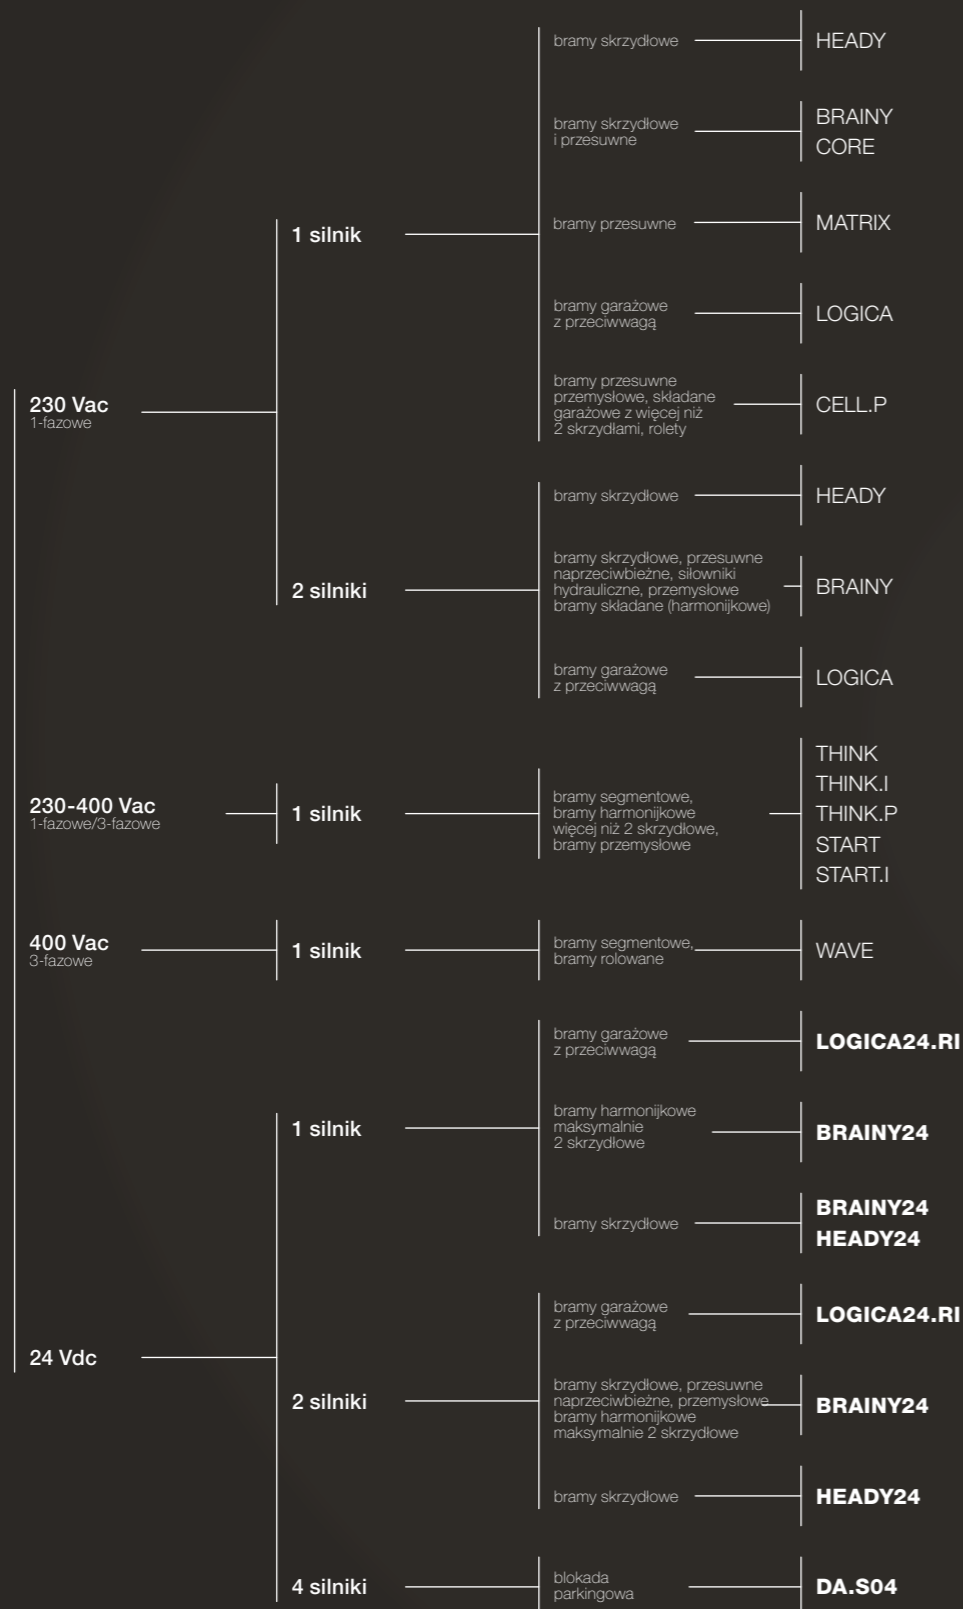 230 Vac
1-fazowe
1 silnik
bramy skrzydłowe
HEADY
bramy skrzydłowe
i przesuwne
BRAINY
CORE
bramy przesuwne
MATRIX
bramy garażowe
z przeciwwagą
LOGICA
bramy przesuwne
przemysłowe, składane
garażowe z więcej niż
2 skrzydłami, rolety
CELL.P
2 silniki
bramy skrzydłowe
HEADY
bramy skrzydłowe, przesuwne
naprzeciwbieżne, siłowniki
hydrauliczne, przemysłowe
bramy składane (harmonijkowe)
BRAINY
bramy garażowe
z przeciwwagą
LOGICA
230-400 Vac
1-fazowe/3-fazowe
1 silnik
bramy segmentowe,
bramy harmonijkowe
więcej niż 2 skrzydłowe,
bramy przemysłowe
THINK
THINK.I
THINK.P
START
START.I
400 Vac
3-fazowe
1 silnik
bramy segmentowe,
bramy rolowane
WAVE
24 Vdc
1 silnik
bramy garażowe
z przeciwwagą
LOGICA24.RI
bramy harmonijkowe
maksymalnie
2 skrzydłowe
BRAINY24
bramy skrzydłowe
BRAINY24
HEADY24
2 silniki
bramy garażowe
z przeciwwagą
LOGICA24.RI
bramy skrzydłowe, przesuwne
naprzeciwbieżne, przemysłowe
bramy harmonijkowe
maksymalnie 2 skrzydłowe
BRAINY24
bramy skrzydłowe
HEADY24
4 silniki
blokada
parkingowa
DA.S04